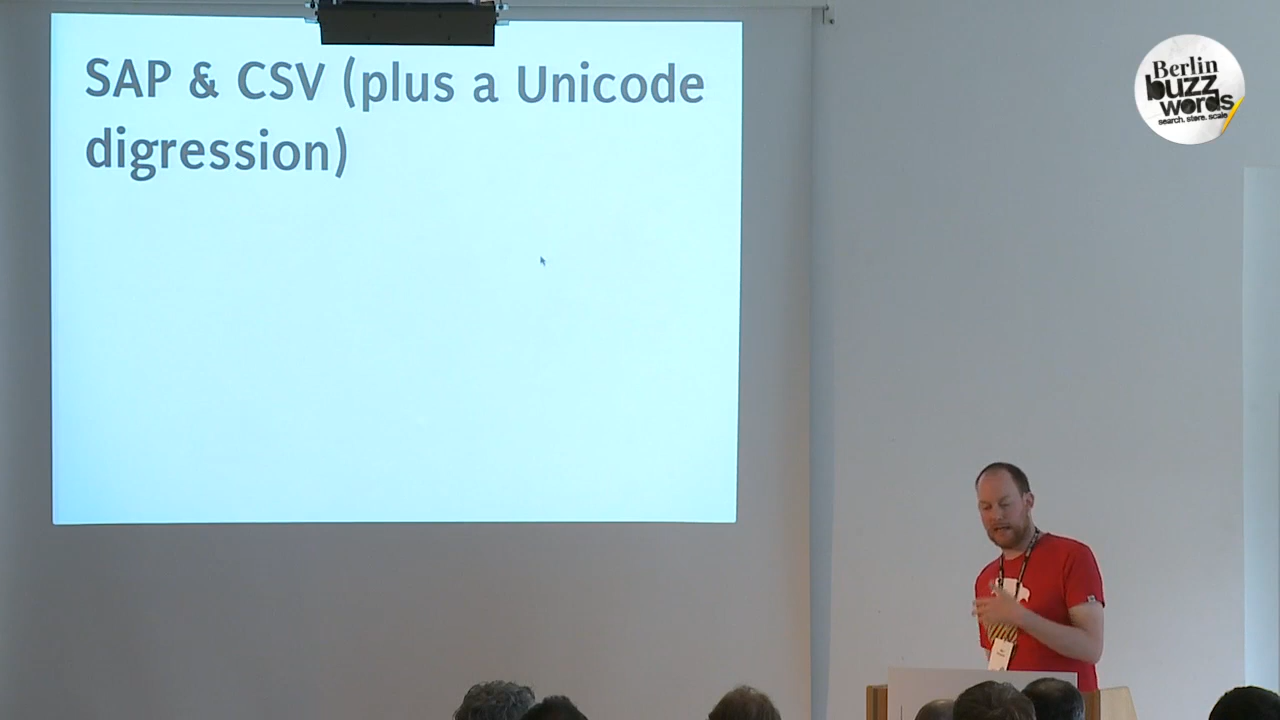 SAP & CSV (plus a Unicode
digression)
Berlin
buzz
words
search. store. scale